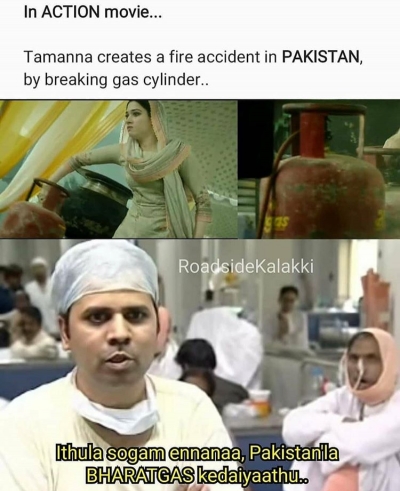 In ACTION movie...
Tamanna creates a fire accident in PAKISTAN,
by breaking gas cylinder..
gas
RoadsideKalakki
Ithula sogam ennanaa, Pakistan'la
BHARATGAS kedaiyaathu..